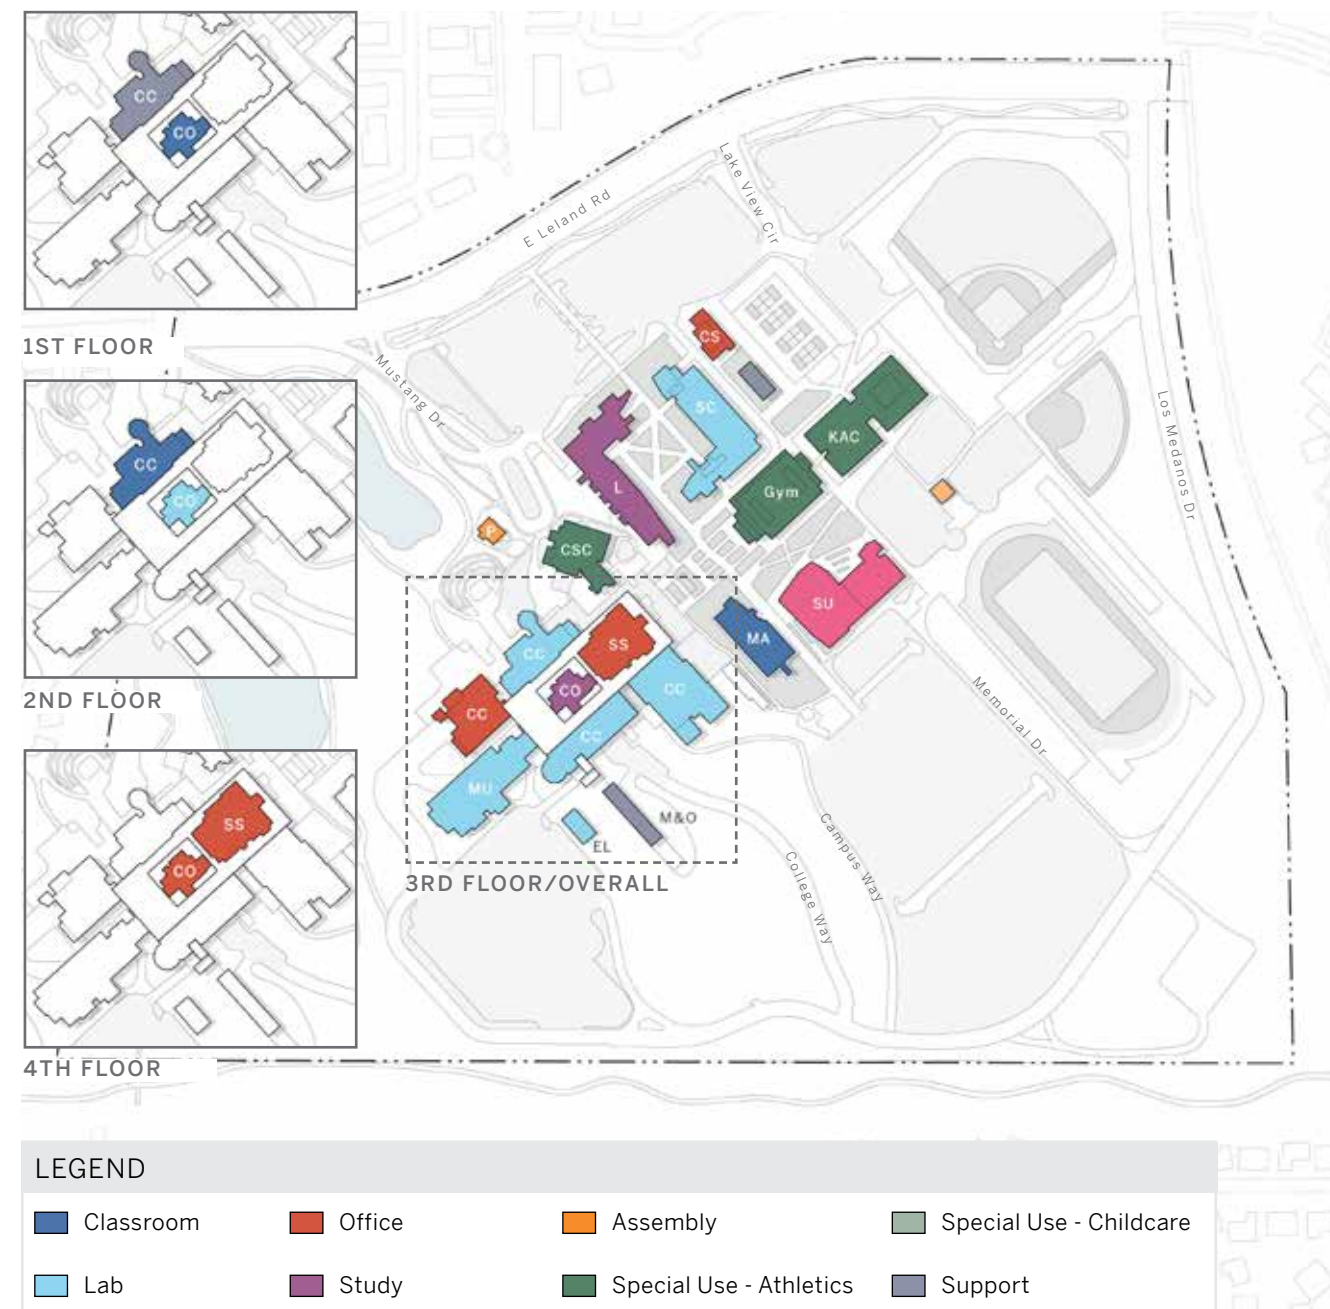 CC
CO
1ST FLOOR
CC
CO
2ND FLOOR
SS
CO
4TH FLOOR
E Leland Rd
Lake View Cir
Mustang Dr
Los Medanos Dr
CS
SC
KAC
L
Gym
P
CSC
SU
MA
CC
SS
CO
CC
CC
CC
MU
M&O
EL
3RD FLOOR/OVERALL
Memorial Dr
Campus Way
College Way
LEGEND
Classroom
Office
Assembly
Special Use - Childcare
Lab
Study
Special Use - Athletics
Support